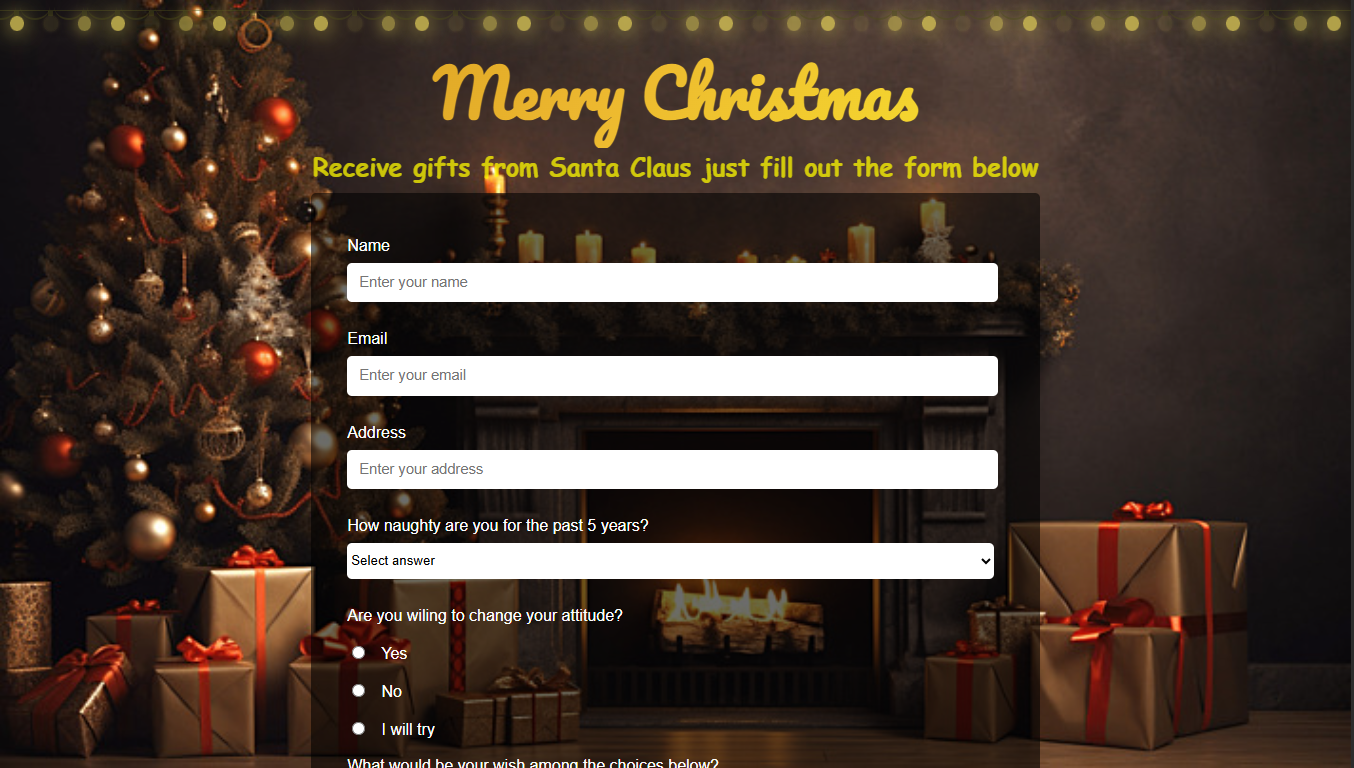 Merry Christmas
Receive gifts from Santa Claus just fill out the form below
Name
Enter your name
Email
Enter your email
Address
Enter your address
How naughty are you for the past 5 years?
Select answer
Are you wiling to change your attitude?
Yes
No
I will try
What would be your wish among the choices below?